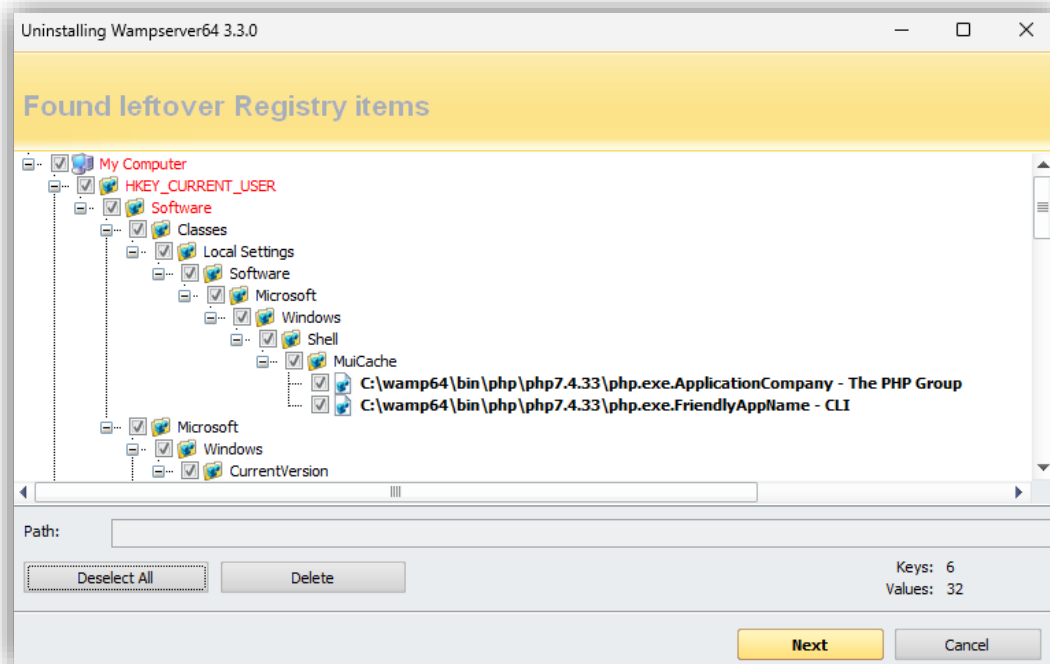 Uninstalling Wampserver64 3.3.0
Found leftover Registry items
My Computer
HKEY_CURRENT_USER
Software
Classes
Local Settings
Software
Microsoft
Windows
Shell
MuiCache
C:\wamp64\bin\php\php7.4.33\php.exe.ApplicationCompany - The PHP Group
C:\wamp64\bin\php\php7.4.33\php.exe.FriendlyAppName - CLI
Microsoft
Windows
CurrentVersion
Path:
Deselect All
Delete
Keys: 6
Values: 32
Next
Cancel